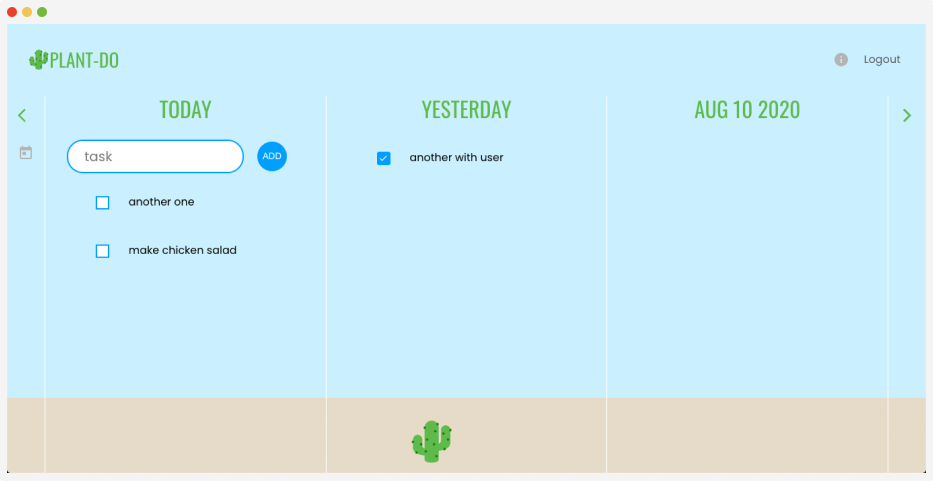 PLANT-DO
Logout
TODAY
YESTERDAY
AUG 10 2020
task
ADD
another with user
another one
make chicken salad